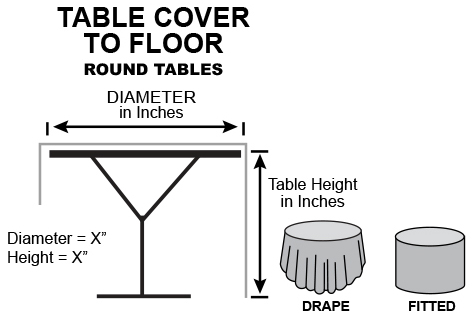 TABLE COVER
TO FLOOR
ROUND TABLES
DIAMETER
in Inches
Table Height
in Inches
Diameter = X”
Height = X”
DRAPE
FITTED